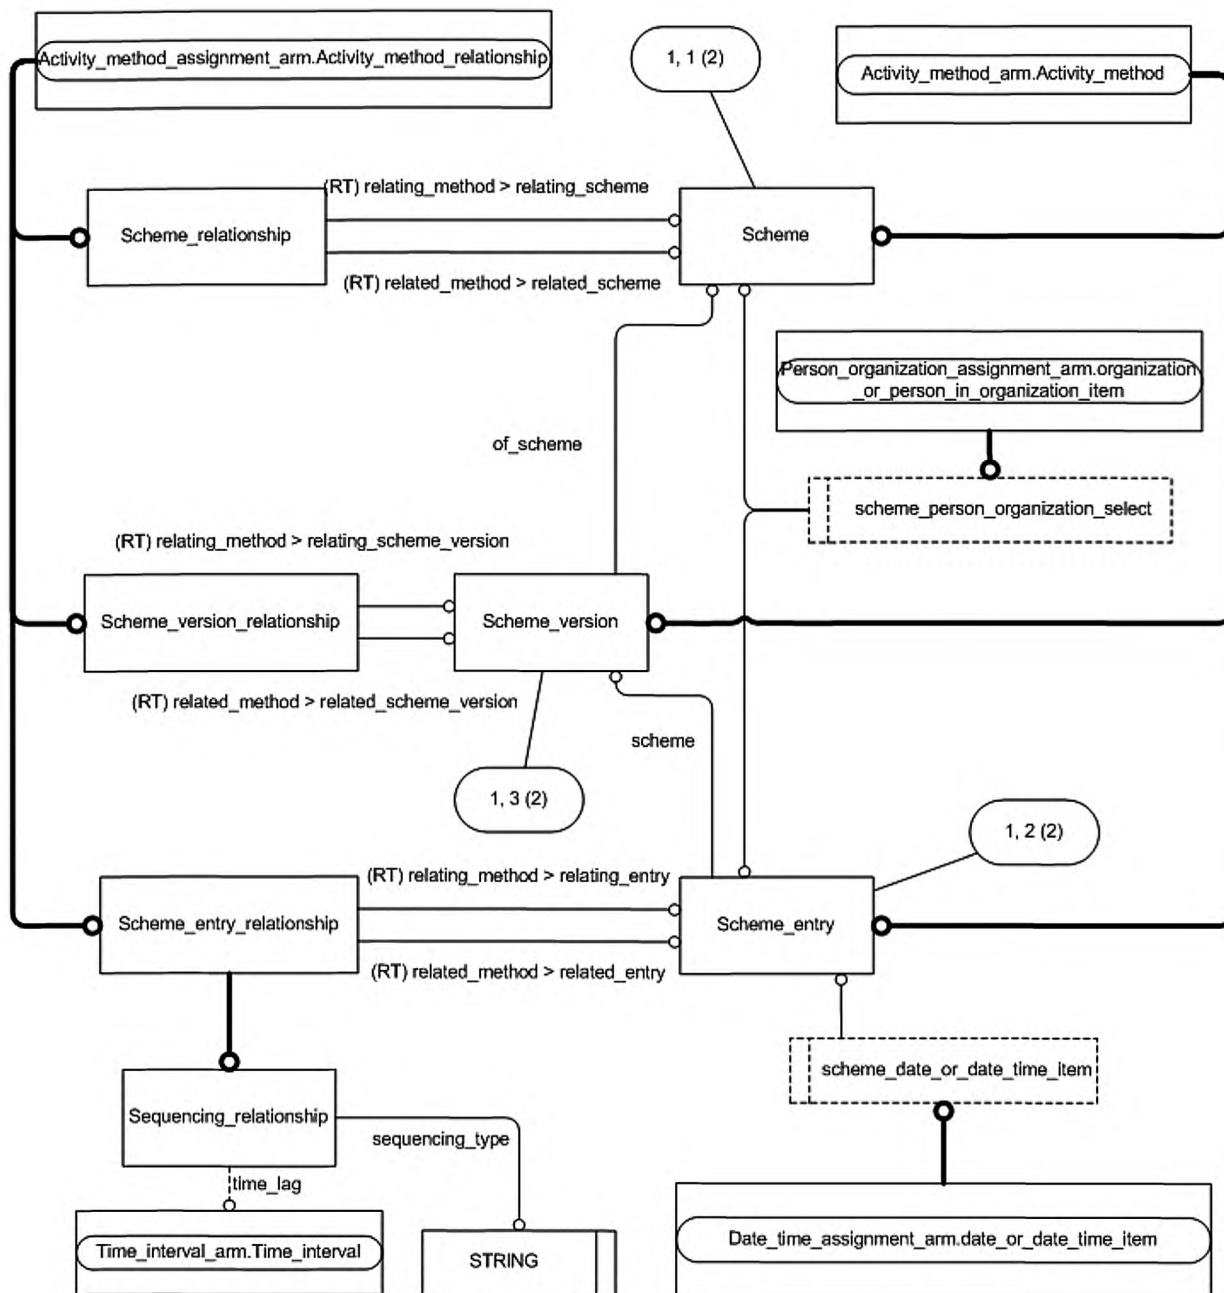 Activity_method_assignment_arm.Activity_method_relationship
1, 1 (2)
Activity_method_arm.Activity_method
(RT) relating_method > relating_scheme
Scheme_relationship
Scheme
(RT) related_method > related_scheme
Person_organization_assignment_arm.organization
_or_person_in_organization_item
of_scheme
scheme_person_organization_select
(RT) relating_method > relating_scheme_version
Scheme_version_relationship
Scheme_version
(RT) related_method > related_scheme_version
scheme
1, 3 (2)
1, 2 (2)
(RT) relating_method > relating_entry
Scheme_entry_relationship
Scheme_entry
(RT) related_method > related_entry
scheme_date_or_date_time_item
Sequencing_relationship
sequencing_type
time_lag
Time_interval_arm.Time_interval
STRING
Date_time_assignment_arm.date_or_date_time_item